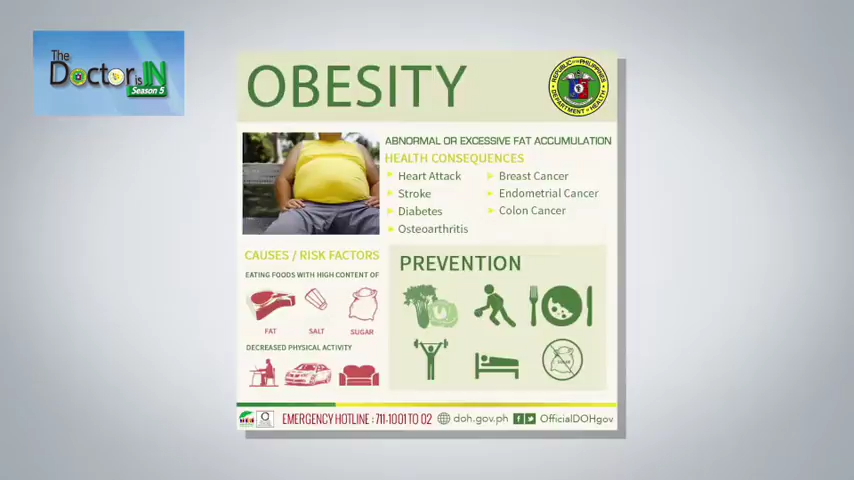 The
Doctor is IN
Season 5
OBESITY
REPUBLIC OF THE PHILIPPINES
DEPARTMENT OF HEALTH
ABNORMAL OR EXCESSIVE FAT ACCUMULATION
HEALTH CONSEQUENCES
Heart Attack
Stroke
Diabetes
Osteoarthritis
Breast Cancer
Endometrial Cancer
Colon Cancer
CAUSES / RISK FACTORS
EATING FOODS WITH HIGH CONTENT OF
FAT SALT SUGAR
DECREASED PHYSICAL ACTIVITY
PREVENTION
SUGAR
EMERGENCY HOTLINE : 711-1001 TO 02 doh.gov.ph OfficialDOHgov